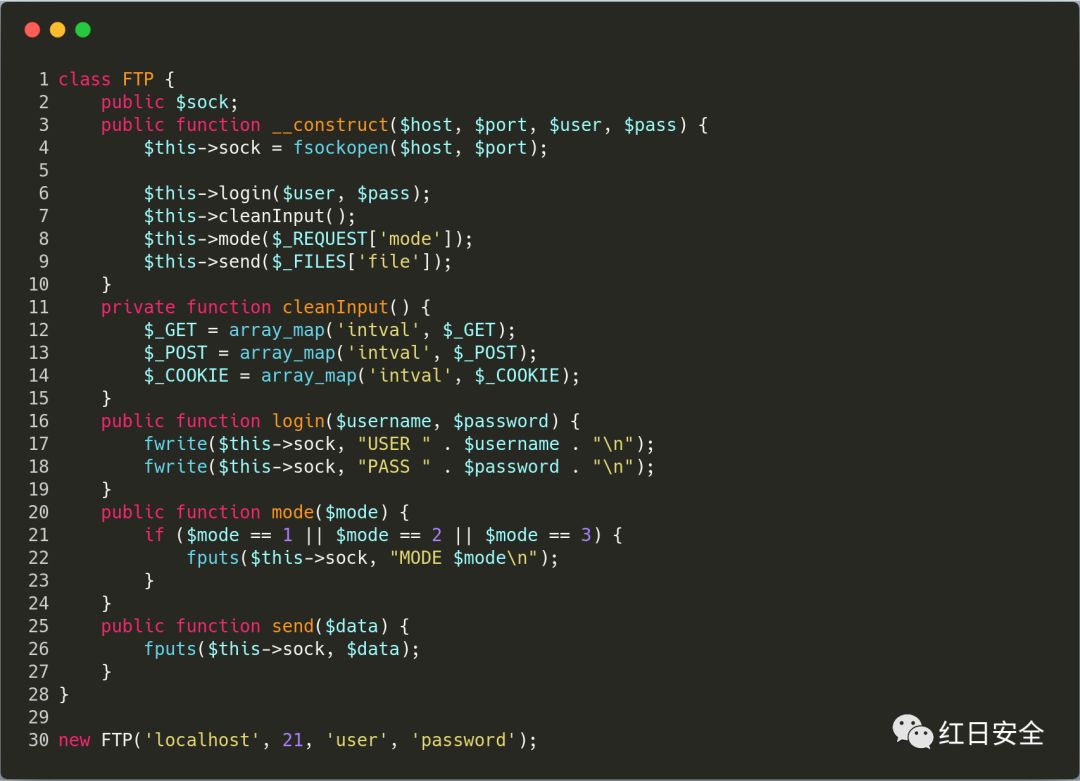 1 class FTP {
2     public $sock;
3     public function __construct($host, $port, $user, $pass) {
4         $this->sock = fsockopen($host, $port);
5
6         $this->login($user, $pass);
7         $this->cleanInput();
8         $this->mode($_REQUEST['mode']);
9         $this->send($_FILES['file']);
10     }
11     private function cleanInput() {
12         $_GET = array_map('intval', $_GET);
13         $_POST = array_map('intval', $_POST);
14         $_COOKIE = array_map('intval', $_COOKIE);
15     }
16     public function login($username, $password) {
17         fwrite($this->sock, "USER " . $username . "\n");
18         fwrite($this->sock, "PASS " . $password . "\n");
19     }
20     public function mode($mode) {
21         if ($mode == 1 || $mode == 2 || $mode == 3) {
22             fputs($this->sock, "MODE $mode\n");
23         }
24     }
25     public function send($data) {
26         fputs($this->sock, $data);
27     }
28 }
29
30 new FTP('localhost', 21, 'user', 'password');
红日安全